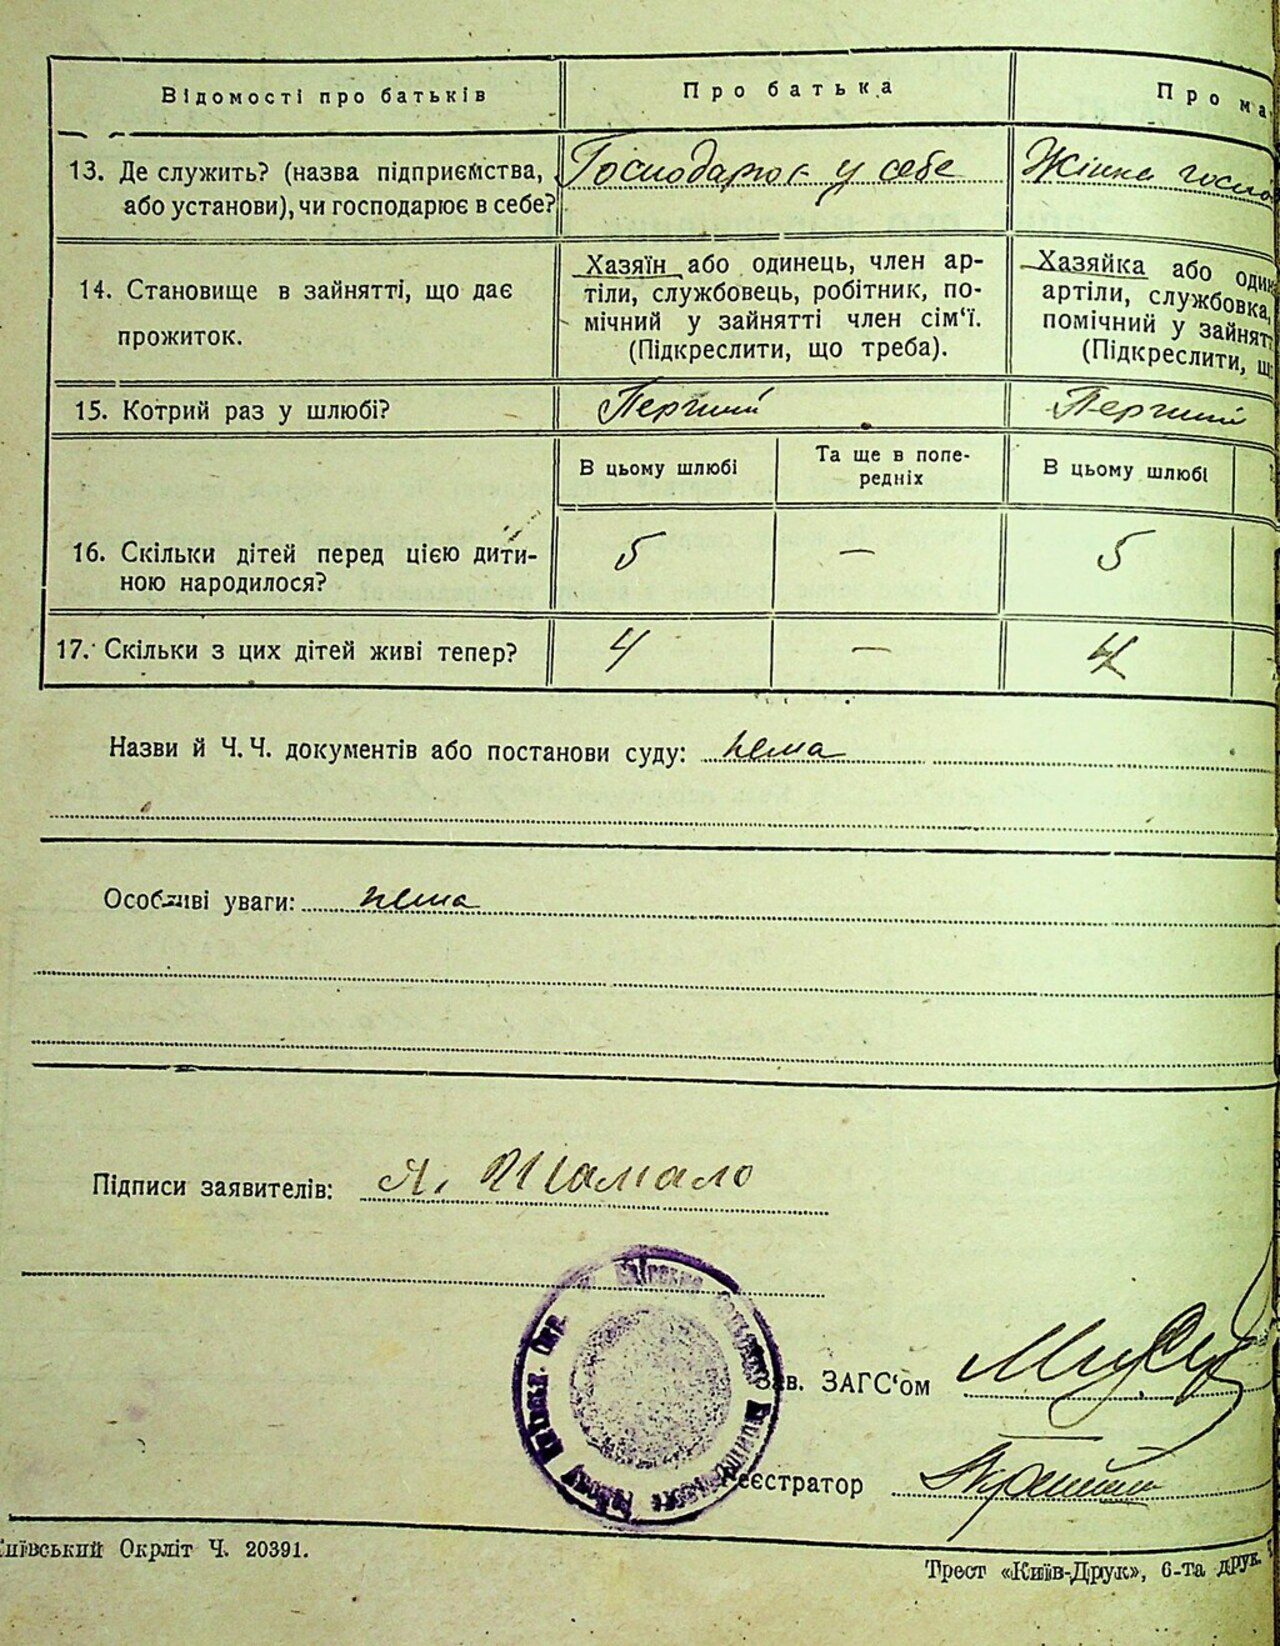 Відомості про батьків Про батька Про ма
13. Де служить? (назва підприємства, Господарює у себе Жінка госпо
або установи), чи господарює в себе?
14. Становище в зайнятті, що дає
прожиток.
Хазяїн або одинець, член ар-
тіли, службовець, робітник, по-
мічний у зайнятті член сім'ї.
(Підкреслити, що треба).
Хазяйка або один
артіли, службовка,
помічний у зайнятт
(Підкреслити, щ
15. Котрий раз у шлюбі? Перший Перший
В цьому шлюбі Та ще в попе- В цьому шлюбі
редніх
16. Скільки дітей перед цією дити- 5 — 5
ною народилося?
17. Скільки з цих дітей живі тепер? 4 — 4
Назви й Ч. Ч. документів або постанови суду: нема
Особливі уваги: нема
Підписи заявителів: Я. Шамало
Зав. ЗАГС'ом
Реєстратор
Київський Окрліт Ч. 20391.
Трест «Київ-Друк», 6-та друк.